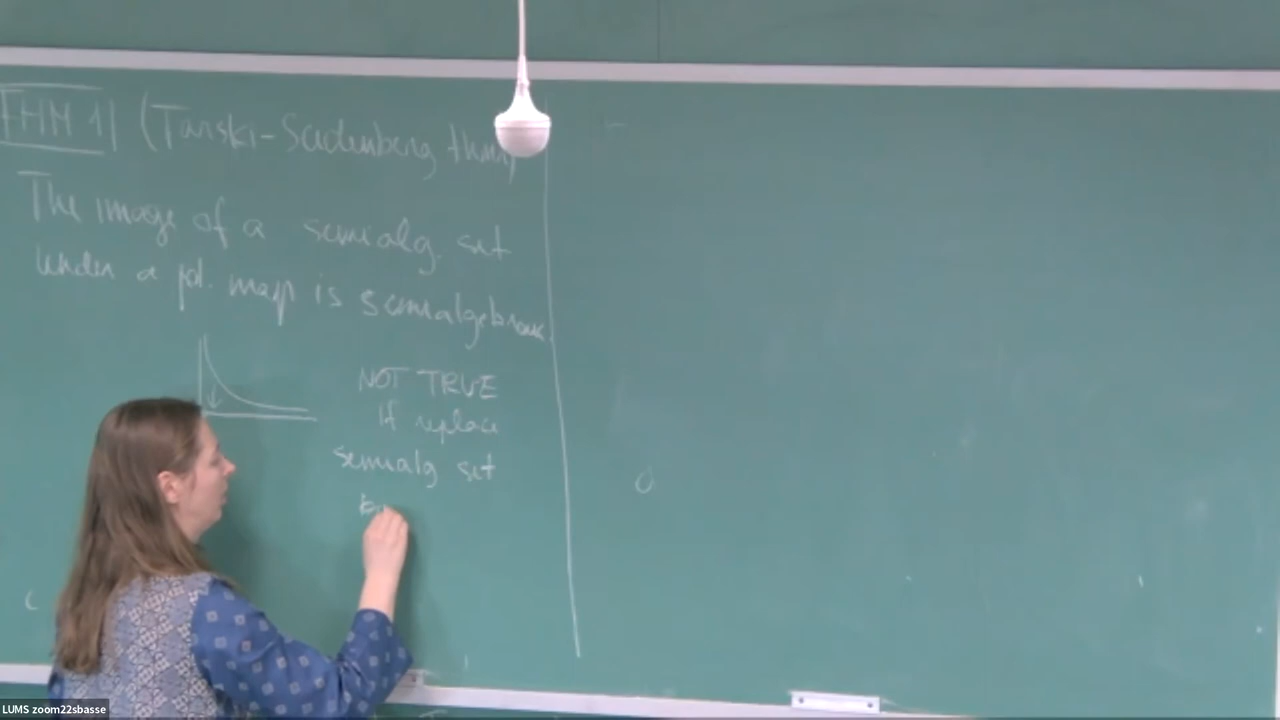 THM 1 (Tarski-Seidenberg thm)
The image of a semialg. set
under a pol. map is semialgebraic
NOT TRUE
If replace
semialg set
by
LUMS zoom22sbasse